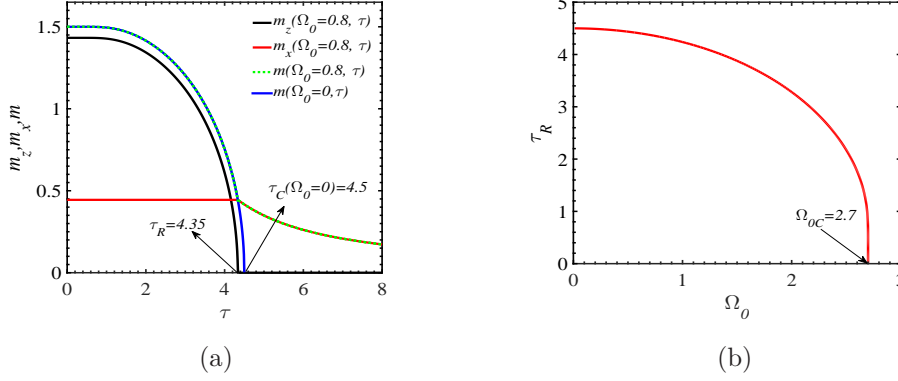 m_z(Ω_0=0.8, τ)
m_x(Ω_0=0.8, τ)
m(Ω_0=0.8, τ)
m(Ω_0=0,τ)
m_z,m_x,m
1.5
1
0.5
0
τ_C(Ω_0=0)=4.5
τ_R=4.35
0 2 4 6 8
τ
(a)
τ_R
5
4
3
2
1
0
Ω_0C=2.7
0 1 2 3
Ω_0
(b)